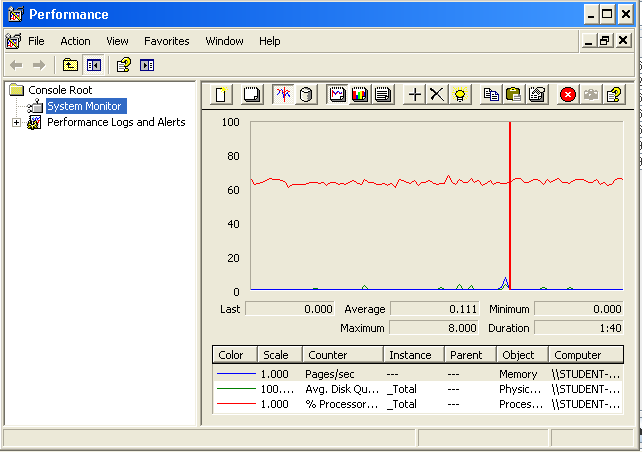 Performance
File Action View Favorites Window Help
Console Root
System Monitor
Performance Logs and Alerts
100
80
60
40
20
0
Last 0.000 Average 0.111 Minimum 0.000
Maximum 8.000 Duration 1:40
Color Scale Counter Instance Parent Object Computer
1.000 Pages/sec --- --- Memory \\STUDENT-...
100.... Avg. Disk Qu... _Total --- Physic... \\STUDENT-...
1.000 % Processor... _Total --- Proces... \\STUDENT-...